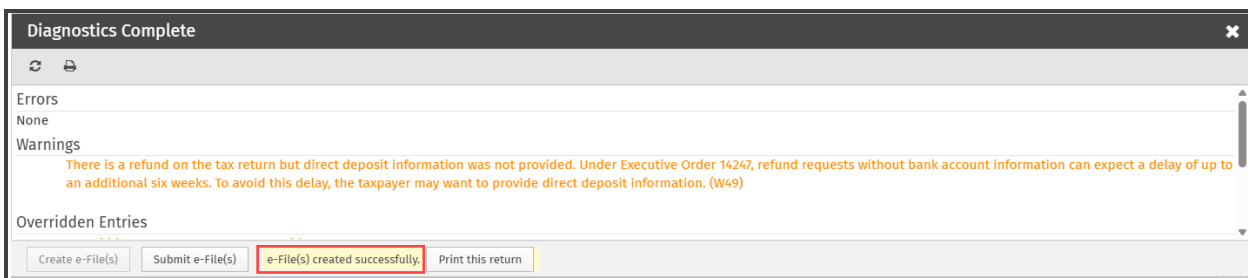 Diagnostics Complete
Errors
None
Warnings
There is a refund on the tax return but direct deposit information was not provided. Under Executive Order 14247, refund requests without bank account information can expect a delay of up to
an additional six weeks. To avoid this delay, the taxpayer may want to provide direct deposit information. (W49)
Overridden Entries
Create e-File(s) Submit e-File(s) e-File(s) created successfully. Print this return